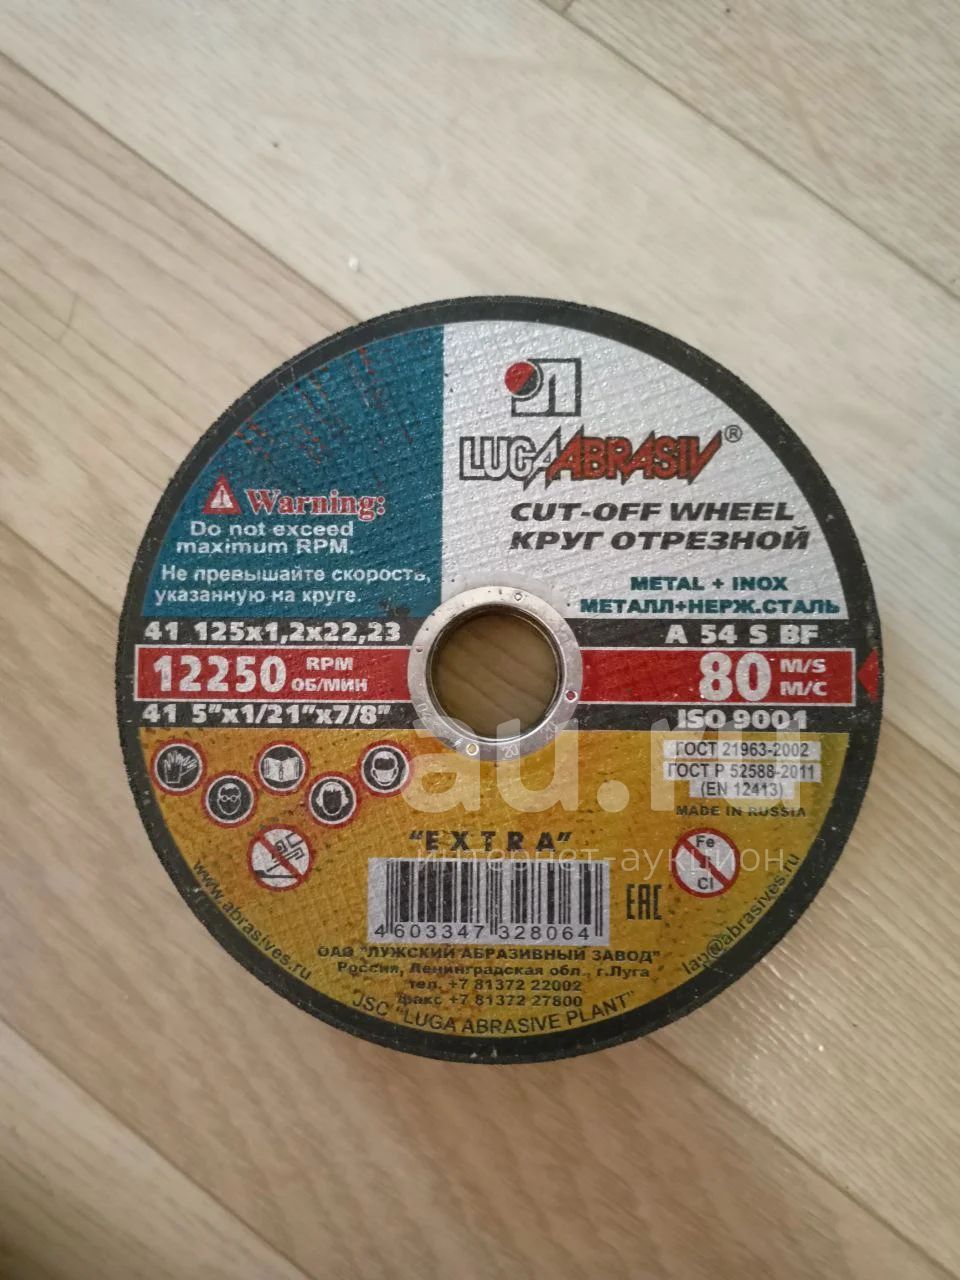 LUGAABRASIV®
CUT-OFF WHEEL
КРУГ ОТРЕЗНОЙ
METAL + INOX
МЕТАЛЛ+НЕРЖ.СТАЛЬ
Warning:
Do not exceed
maximum RPM.
Не превышайте скорость,
указанную на круге.
41 125x1,2x22,23
A 54 S BF
12250 RPM
ОБ/МИН
80 M/S
М/С
41 5"x1/21"x7/8"
ISO 9001
ГОСТ 21963-2002
ГОСТ Р 52588-2011
(EN 12413)
MADE IN RUSSIA
au.ru
интернет-аукцион
"EXTRA"
Fe
Cl
4 603347 328064
EAC
ОАО "ЛУЖСКИЙ АБРАЗИВНЫЙ ЗАВОД"
Россия, Ленинградская обл., г.Луга
тел. +7 81372 22002
факс +7 81372 27800
JSC "LUGA ABRASIVE PLANT"
www.abrasives.ru
lap@abrasives.ru